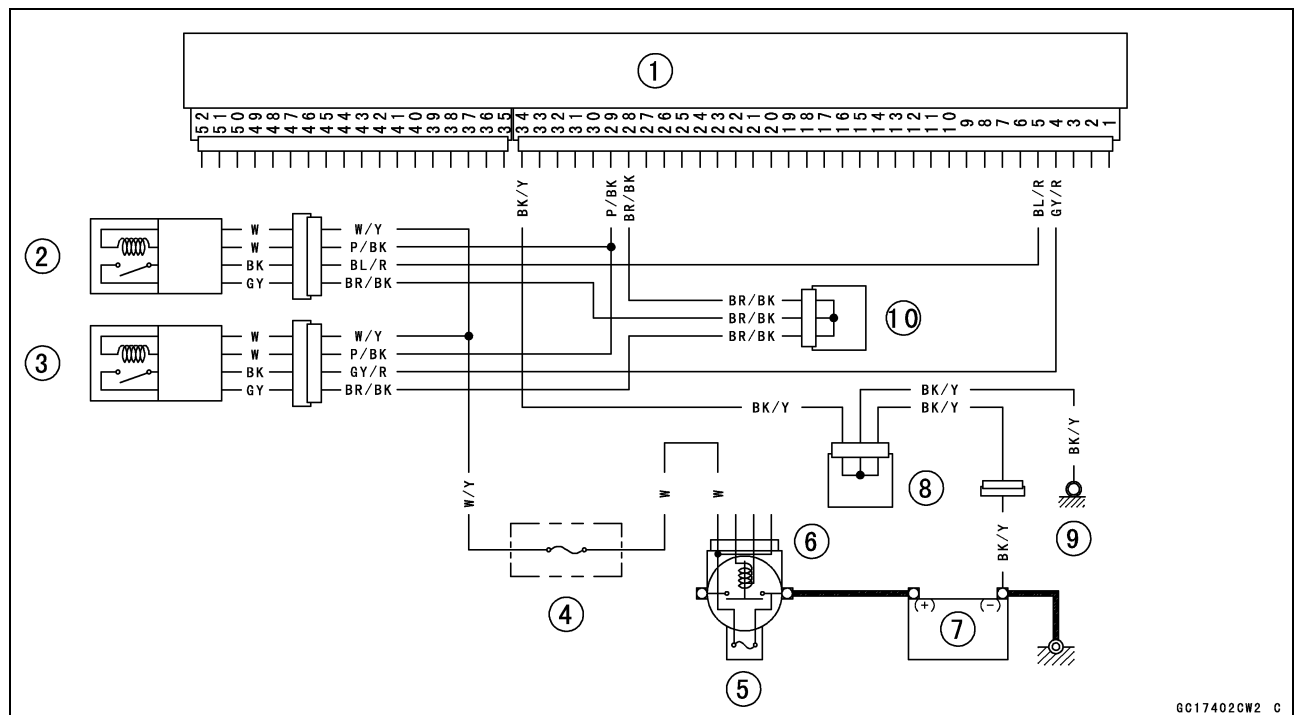 1
52 51 50 49 48 47 46 45 44 43 42 41 40 39 38 37 36 35 34 33 32 31 30 29 28 27 26 25 24 23 22 21 20 19 18 17 16 15 14 13 12 11 10 9 8 7 6 5 4 3 2 1
BK/Y P/BK BR/BK BL/R GY/R
2
W W/Y
W P/BK
BK BL/R
GY BR/BK
BR/BK
BR/BK
BR/BK
10
3
W W/Y
W P/BK
BK GY/R
GY BR/BK
BK/Y
BK/Y
BK/Y
BK/Y
8
9
W/Y
W
W
BK/Y
6
4
5
(+) (-)
7
GC17402CW2 C